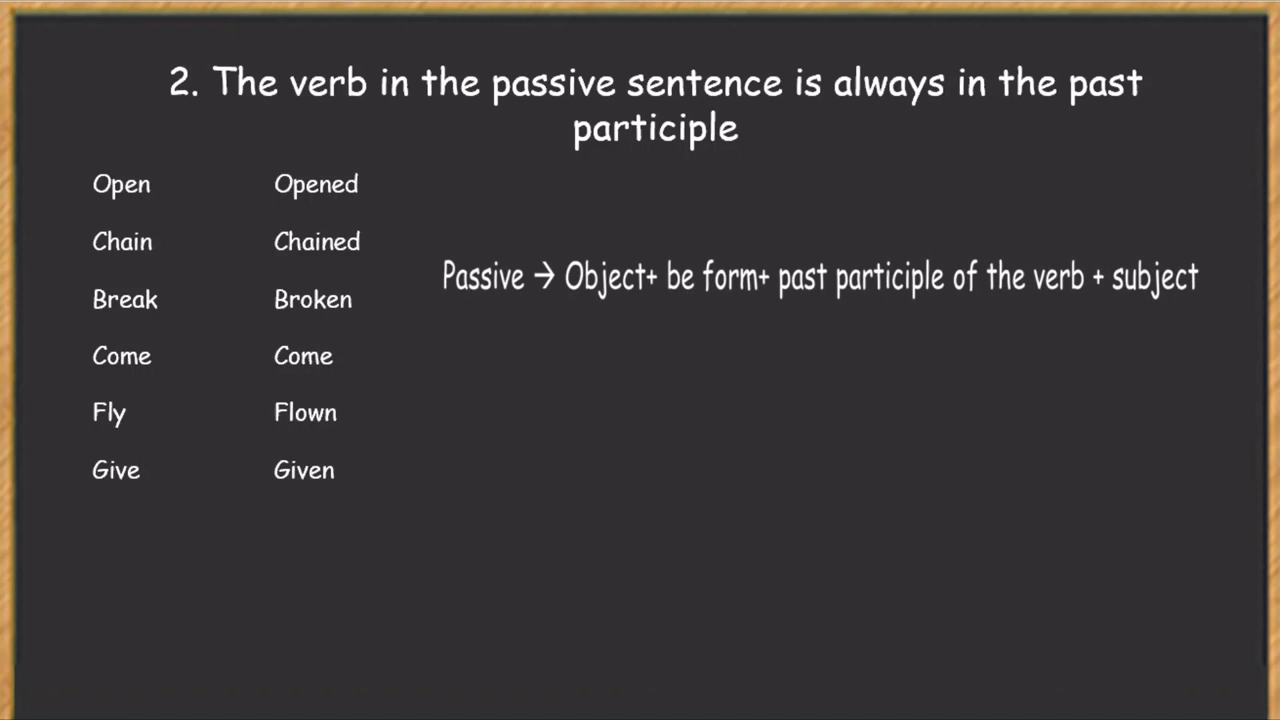 2. The verb in the passive sentence is always in the past
participle
Open Opened
Chain Chained
Passive → Object+ be form+ past participle of the verb + subject
Break Broken
Come Come
Fly Flown
Give Given